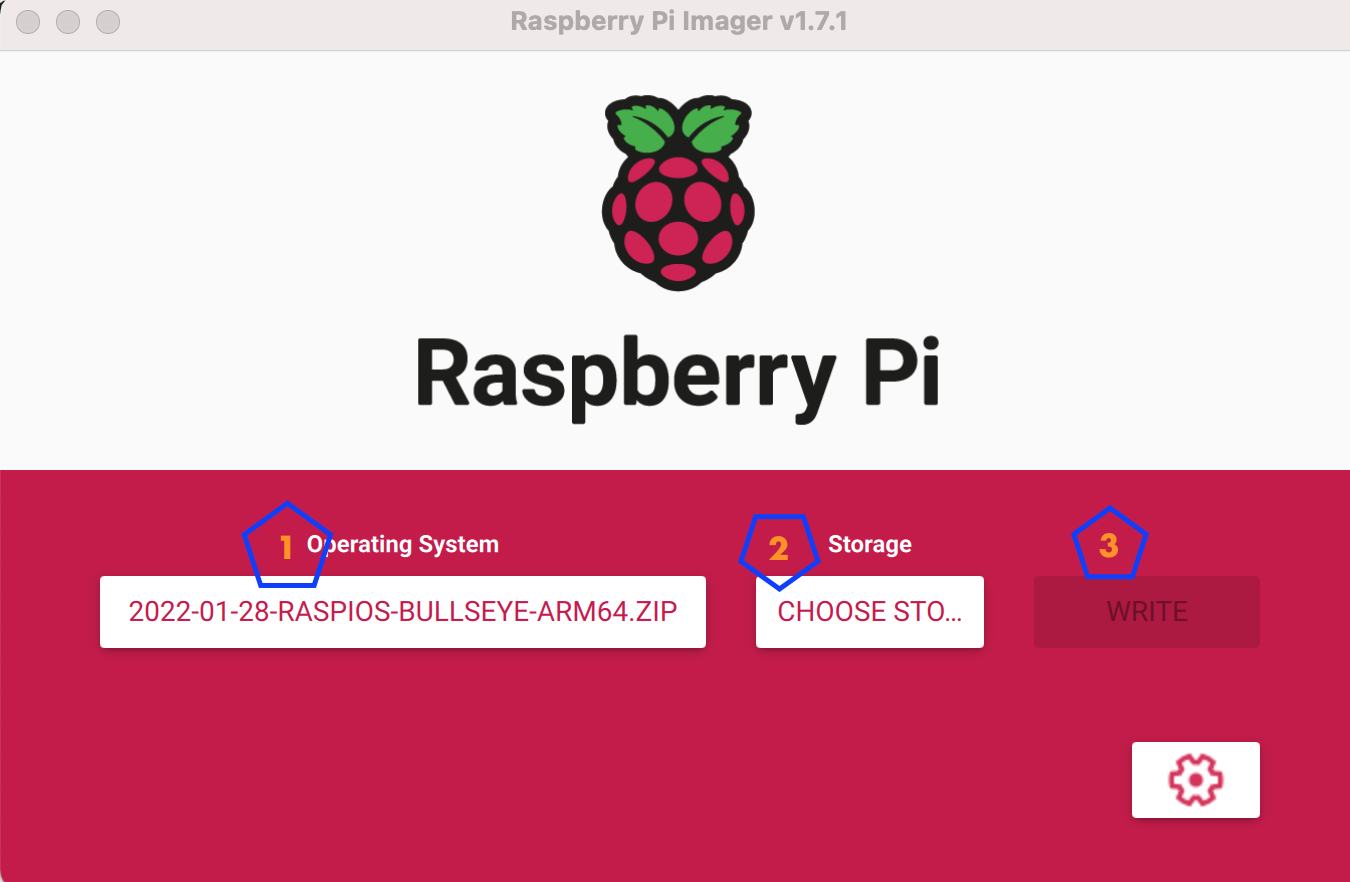 Raspberry Pi Imager v1.7.1
Raspberry Pi
1 Operating System
2 Storage
3
2022-01-28-RASPIOS-BULLSEYE-ARM64.ZIP
CHOOSE STO...
WRITE